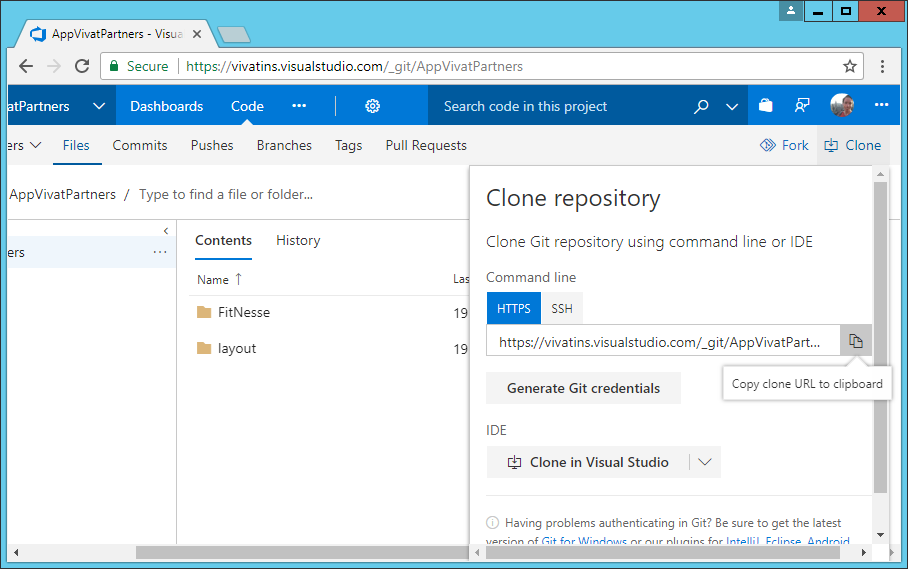 AppVivatPartners - Visua
Secure https://vivatins.visualstudio.com/_git/AppVivatPartners
vatPartners Dashboards Code ... Search code in this project ...
ers Files Commits Pushes Branches Tags Pull Requests Fork Clone
AppVivatPartners / Type to find a file or folder...
ers ...
Contents History
Name ↑ Las
FitNesse 19
layout 19
Clone repository
Clone Git repository using command line or IDE
Command line
HTTPS SSH
https://vivatins.visualstudio.com/_git/AppVivatPart...
Copy clone URL to clipboard
Generate Git credentials
IDE
Clone in Visual Studio
Having problems authenticating in Git? Be sure to get the latest
version of Git for Windows or our plugins for IntelliJ, Eclipse, Android